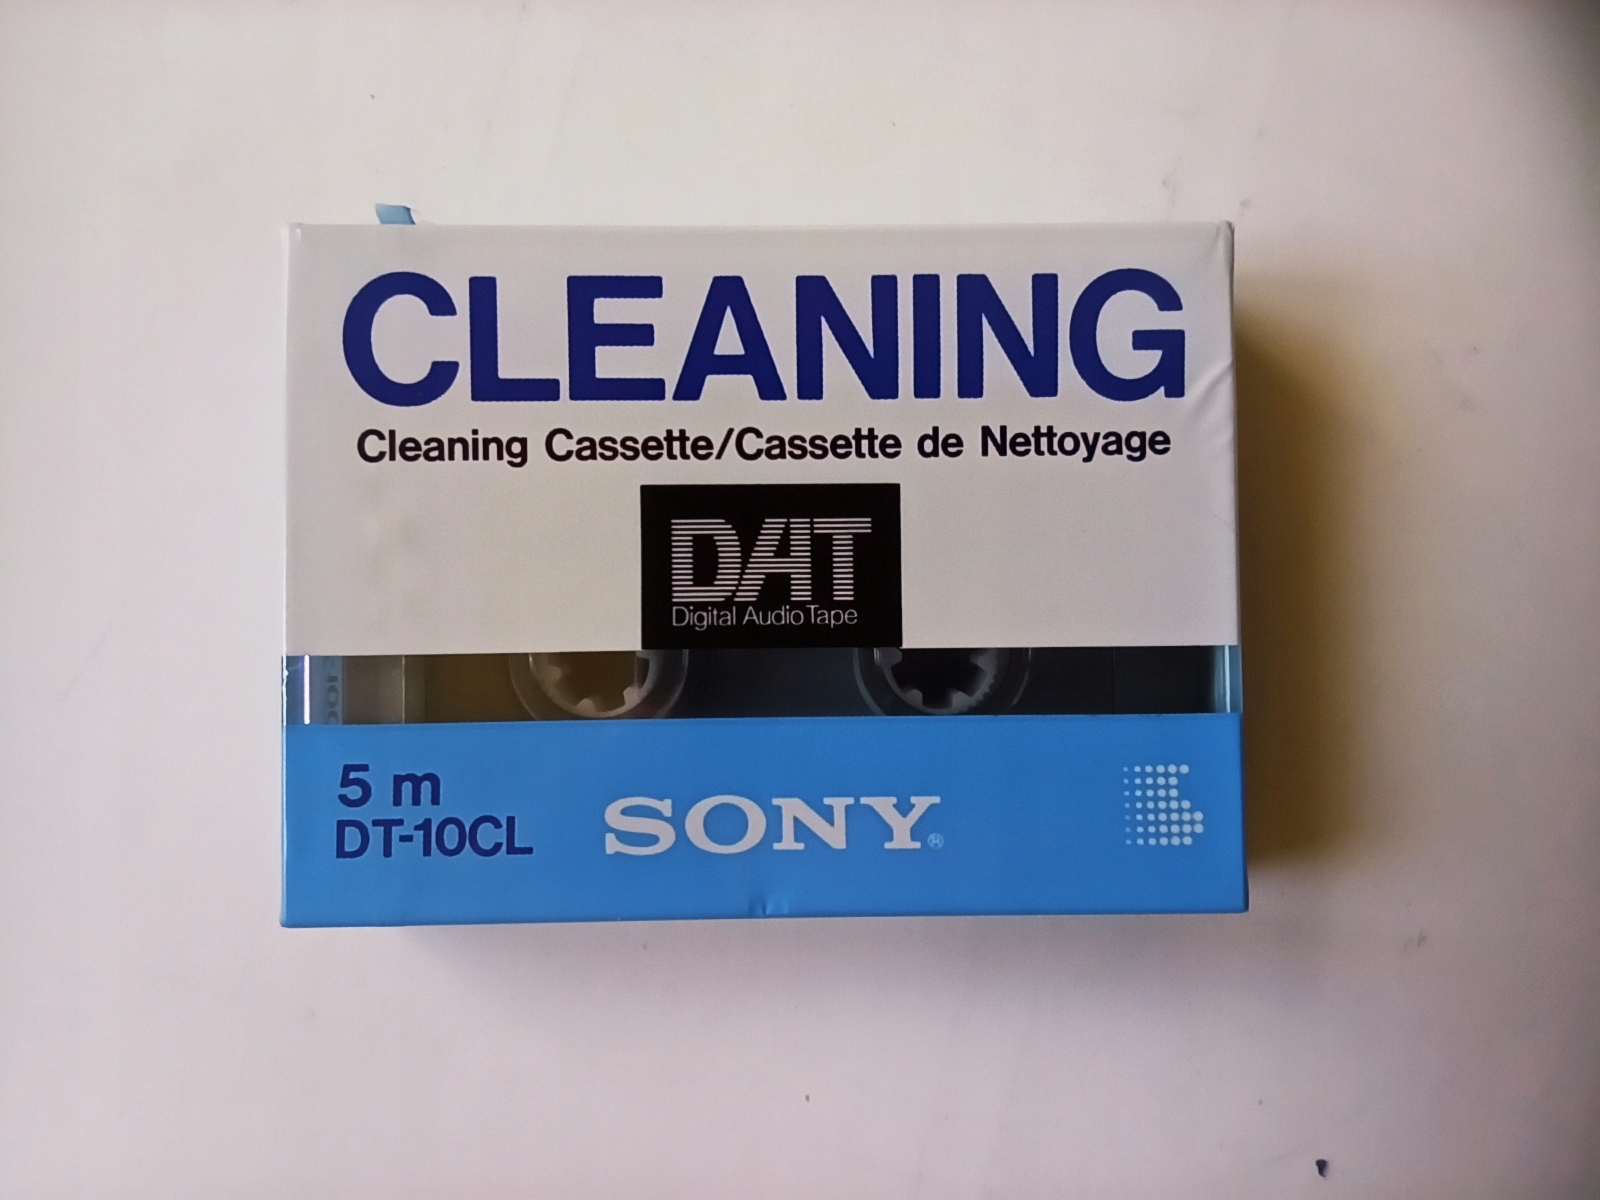 CLEANING
Cleaning Cassette/Cassette de Nettoyage
DAT
Digital Audio Tape
5 m
DT-10CL
SONY®